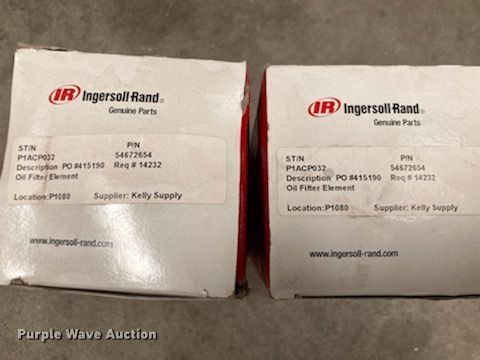 IR Ingersoll-Rand®
Genuine Parts
ST/N P/N
P1ACP032 54672654
Description PO #415190 Req # 14232
Oil Filter Element
Location:P1080 Supplier: Kelly Supply
www.ingersoll-rand.com
IR Ingersoll-Rand®
Genuine Parts
ST/N P/N
P1ACP032 54672654
Description PO #415190 Req # 14232
Oil Filter Element
Location:P1080 Supplier: Kelly Supply
www.ingersoll-rand.com
Purple Wave Auction